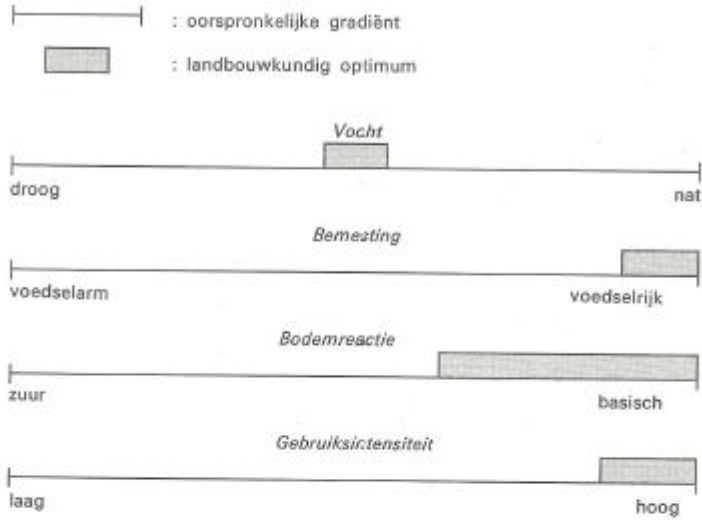 : oorspronkelijke gradiënt
: landbouwkundig optimum
Vocht
droog nat
Bemesting
voedselarm voedselrijk
Bodemreactie
zuur basisch
Gebruiksintensiteit
laag hoog